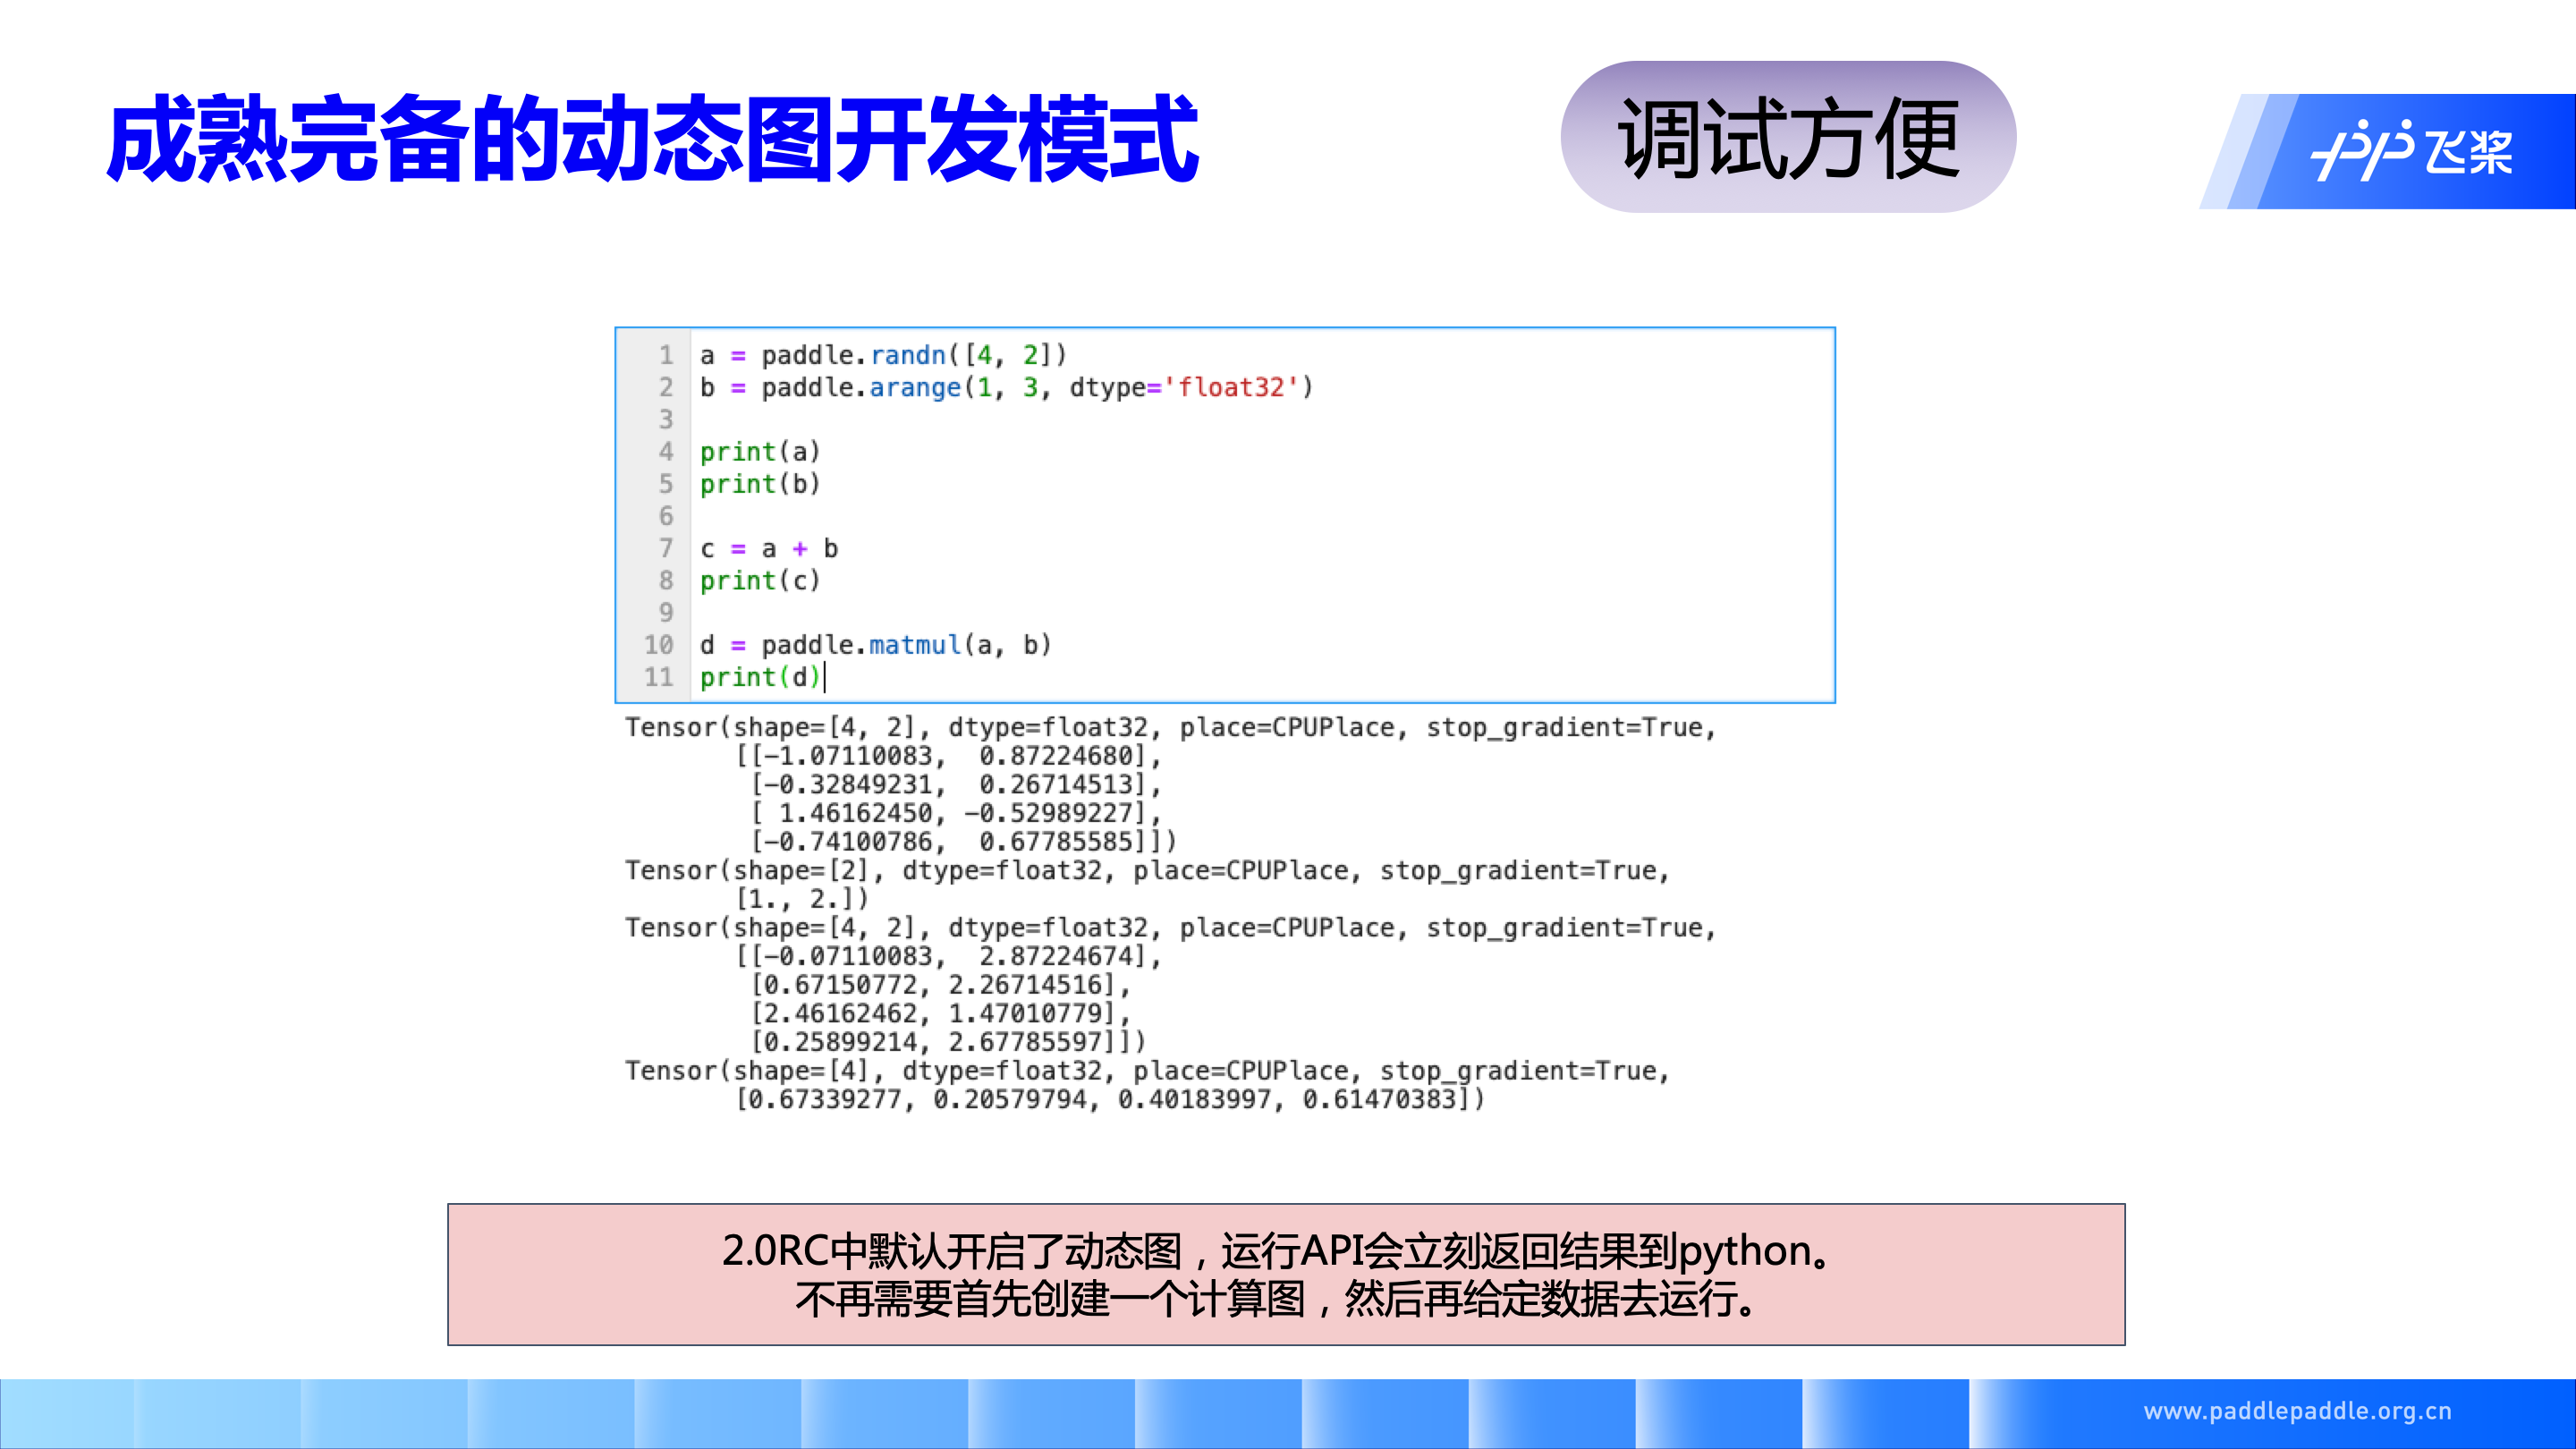 成熟完备的动态图开发模式
调试方便
飞桨
1 a = paddle.randn([4, 2])
2 b = paddle.arange(1, 3, dtype='float32')
3
4 print(a)
5 print(b)
6
7 c = a + b
8 print(c)
9
10 d = paddle.matmul(a, b)
11 print(d)
Tensor(shape=[4, 2], dtype=float32, place=CPUPlace, stop_gradient=True,
[[-1.07110083, 0.87224680],
[-0.32849231, 0.26714513],
[ 1.46162450, -0.52989227],
[-0.74100786, 0.67785585]])
Tensor(shape=[2], dtype=float32, place=CPUPlace, stop_gradient=True,
[1., 2.])
Tensor(shape=[4, 2], dtype=float32, place=CPUPlace, stop_gradient=True,
[[-0.07110083, 2.87224674],
[0.67150772, 2.26714516],
[2.46162462, 1.47010779],
[0.25899214, 2.67785597]])
Tensor(shape=[4], dtype=float32, place=CPUPlace, stop_gradient=True,
[0.67339277, 0.20579794, 0.40183997, 0.61470383])
2.0RC中默认开启了动态图，运行API会立刻返回结果到python。
不再需要首先创建一个计算图，然后再给定数据去运行。
www.paddlepaddle.org.cn